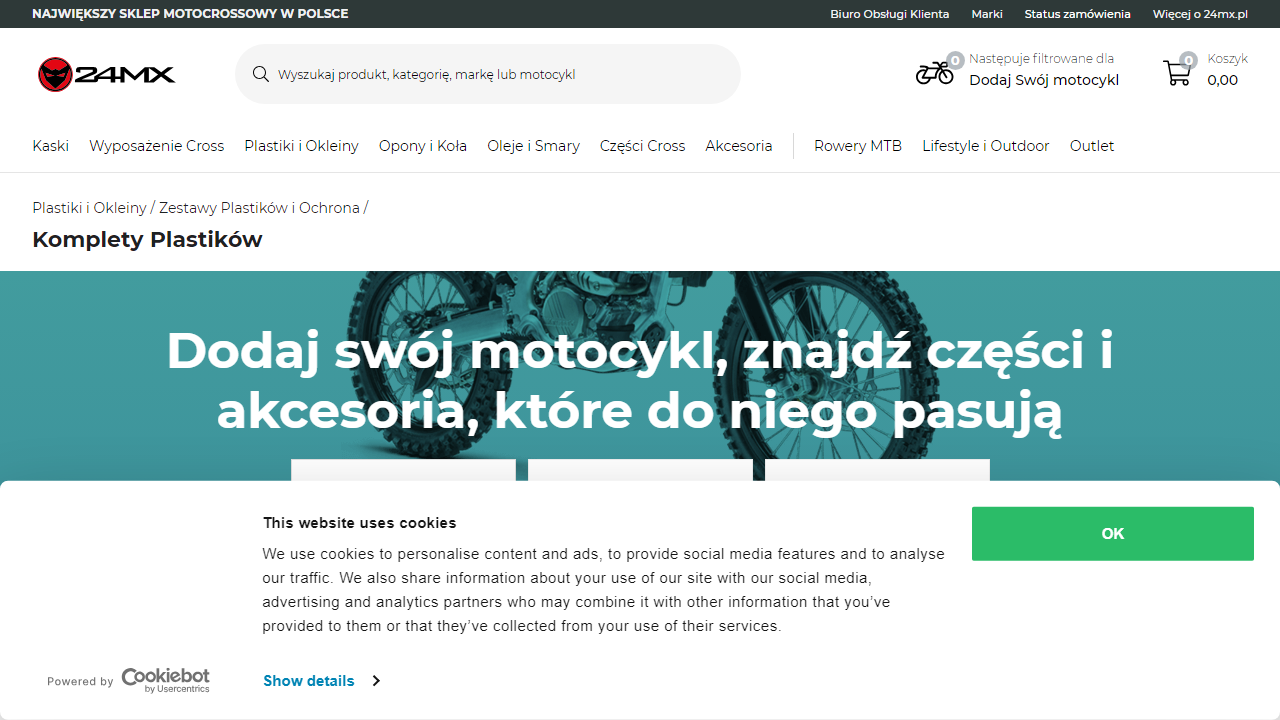 NAJWIĘKSZY SKLEP MOTOCROSSOWY W POLSCE
Biuro Obsługi Klienta
Marki
Status zamówienia
Więcej o 24mx.pl
24MX
Wyszukaj produkt, kategorię, markę lub motocykl
0
Następuje filtrowane dla
Dodaj Swój motocykl
0
Koszyk
0,00
Kaski
Wyposażenie Cross
Plastiki i Okleiny
Opony i Koła
Oleje i Smary
Części Cross
Akcesoria
Rowery MTB
Lifestyle i Outdoor
Outlet
Plastiki i Okleiny / Zestawy Plastików i Ochrona /
Komplety Plastików
Dodaj swój motocykl, znajdź części i
akcesoria, które do niego pasują
This website uses cookies
We use cookies to personalise content and ads, to provide social media features and to analyse
our traffic. We also share information about your use of our site with our social media,
advertising and analytics partners who may combine it with other information that you’ve
provided to them or that they’ve collected from your use of their services.
OK
Powered by
Cookiebot
by Usercentrics
Show details